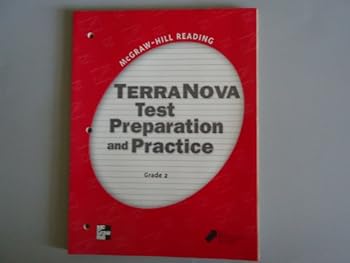 McGRAW-HILL READING
TERRANOVA
Test
Preparation
and Practice
Grade 2